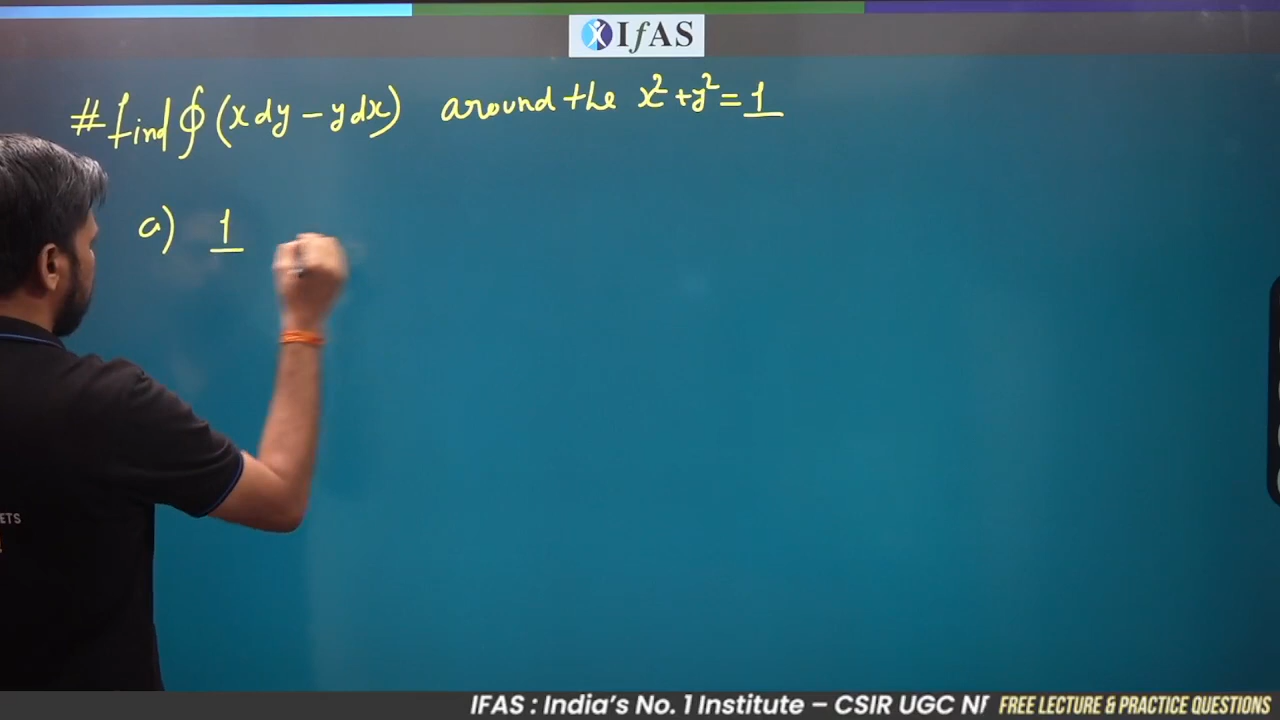 IfAS
# find ∮ (x dy - y dx) around the x² + y² = 1
a) 1
ETS
IFAS : India's No. 1 Institute – CSIR UGC
FREE LECTURE & PRACTICE QUESTIONS